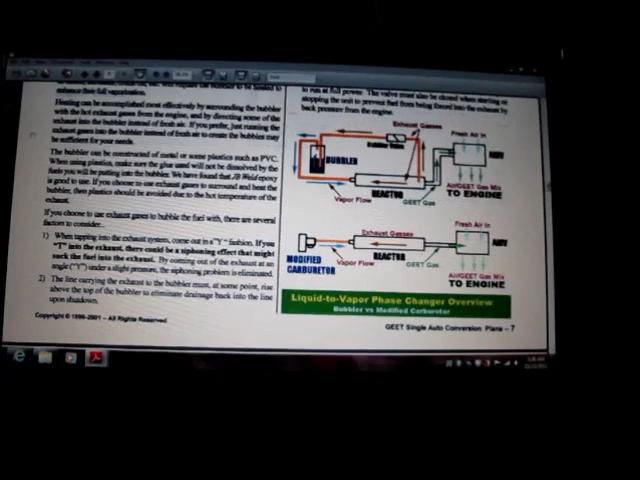 enhance their full vaporization.
Heating can be accomplished most effectively by surrounding the bubbler
with the hot exhaust gases from the engine, and by directing some of the
exhaust into the bubbler instead of fresh air. If you prefer, just running the
exhaust gases into the bubbler instead of fresh air to create the bubbles may
be sufficient for your needs.
The bubbler can be constructed of metal or some plastics such as PVC.
When using plastics, make sure the glue used will not be dissolved by the
fuels you will be putting into the bubbler. We have found that JB Weld epoxy
is good to use. If you choose to use exhaust gases to surround and heat the
bubbler, then plastics should be avoided due to the hot temperature of the
exhaust.
If you choose to use exhaust gases to bubble the fuel with, there are several
factors to consider...
1) When tapping into the exhaust system, come out in a "Y" fashion. If you
"T" into the exhaust, there could be a siphoning effect that might
suck the fuel into the exhaust. By coming out of the exhaust at an
angle ("Y") under a slight pressure, the siphoning problem is eliminated.
2) The line carrying the exhaust to the bubbler must, at some point, rise
above the top of the bubbler to eliminate drainage back into the line
upon shutdown.
Copyright © 1998-2001 – All Rights Reserved
to run at full power. The valve must also be closed when starting or
stopping the unit to prevent fuel from being forced into the exhaust by
back pressure from the engine.
Exhaust Gasses
Fresh Air In
BUBBLER
REACTOR
Vapor Flow
GEET Gas
Air/GEET Gas Mix
TO ENGINE
Exhaust Gasses
Fresh Air In
MODIFIED
CARBURETOR
REACTOR
Vapor Flow
GEET Gas
Air/GEET Gas Mix
TO ENGINE
Liquid-to-Vapor Phase Changer Overview
Bubbler vs Modified Carburetor
GEET Single Auto Conversion Plans – 7